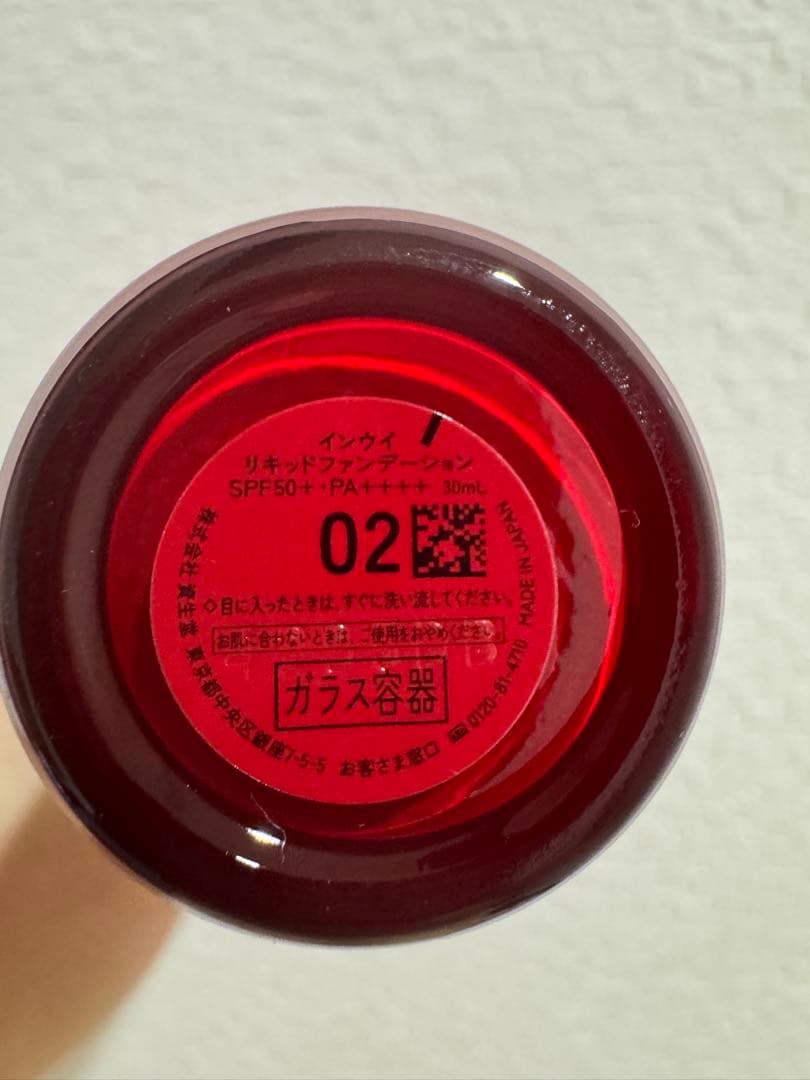 インウイ
リキッドファンデーション
SPF50+・PA++++ 30mL
02
◇目に入ったときは、すぐに洗い流してください。
お肌に合わないときは、ご使用をおやめください。
ガラス容器
株式会社 資生堂 東京都中央区銀座7-5-5 お客さま窓口 0120-81-4710 MADE IN JAPAN